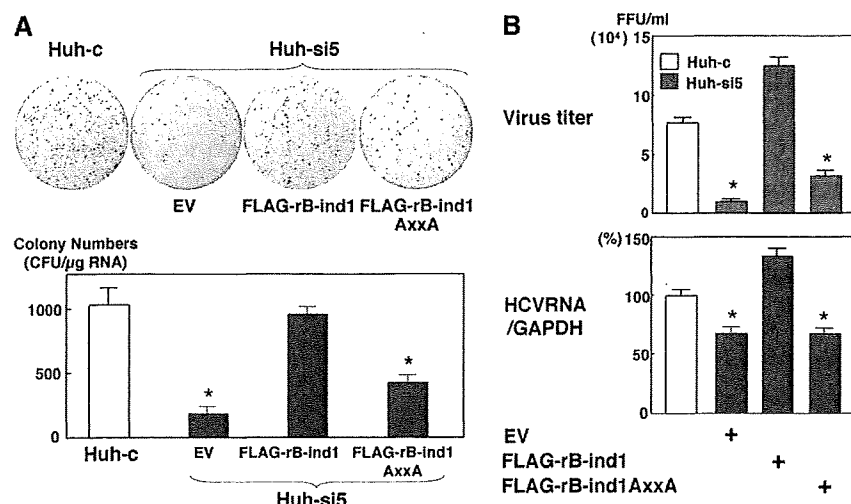 A
Huh-c
Huh-si5
EV
FLAG-rB-ind1
FLAG-rB-ind1
AxxA
Colony Numbers
(CFU/µg RNA)
1000
500
0
*
*
Huh-c
EV
FLAG-rB-ind1
FLAG-rB-ind1
AxxA
Huh-si5
B
FFU/ml
(10⁴)
15
10
5
0
Huh-c
Huh-si5
Virus titer
*
*
(%)
150
100
50
0
HCVRNA
/GAPDH
*
*
EV +
FLAG-rB-ind1 +
FLAG-rB-ind1AxxA +